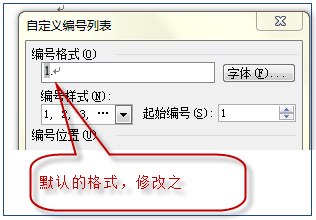 自定义编号列表
编号格式(O)
1.
字体(F)...
编号样式(N):
1, 2, 3, …
起始编号(S): 1
编号位置(U)
默认的格式，修改之